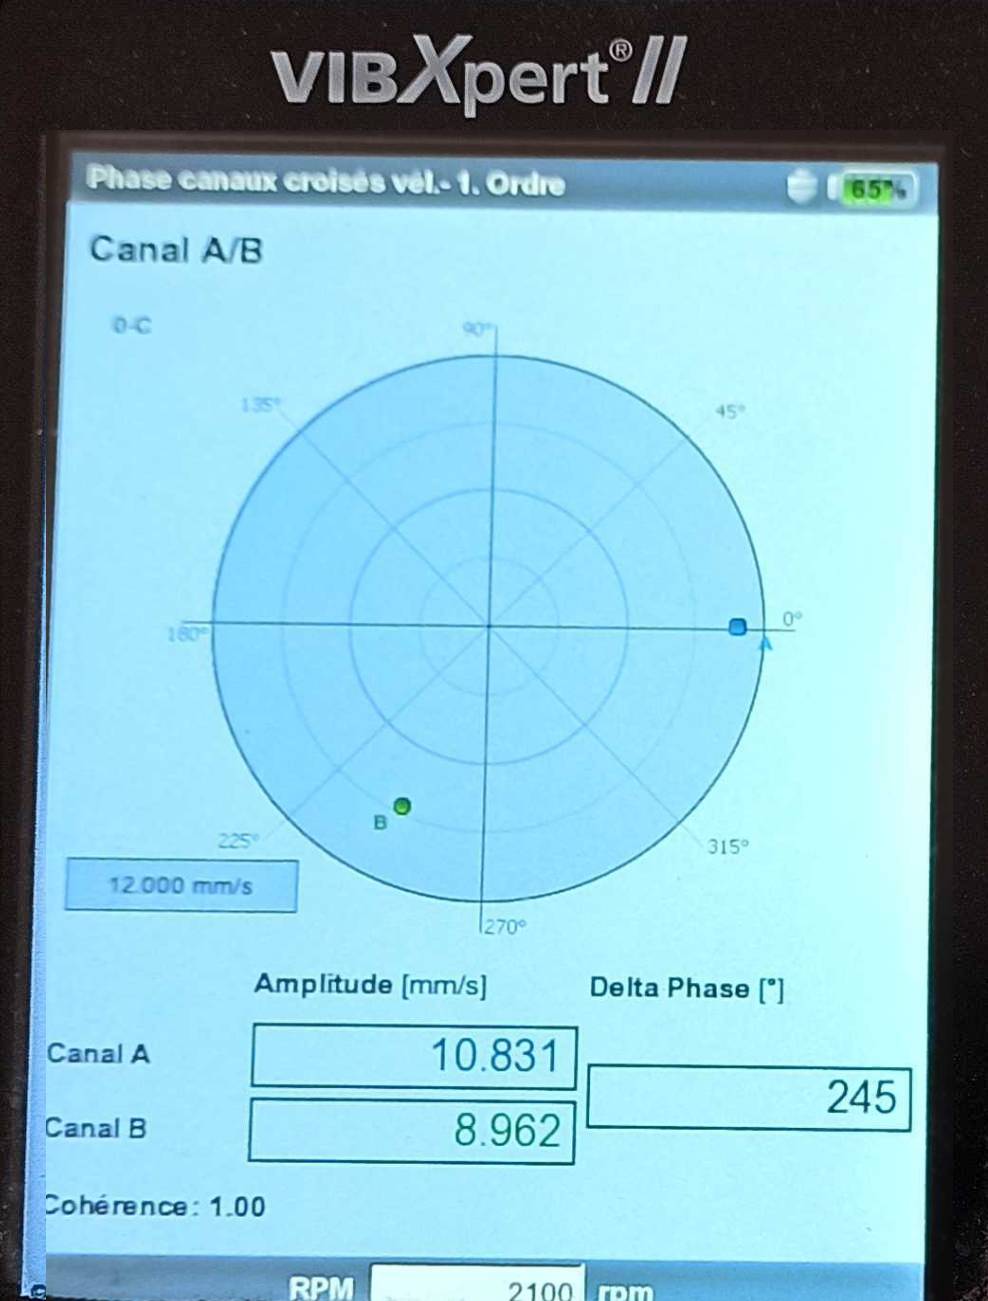 VIBXpert® II
Phase canaux croisés vél.- 1. Ordre
65%
Canal A/B
0-C
90°
135°
45°
180°
0°
A
B
225°
315°
12.000 mm/s
270°
Amplitude [mm/s]
Delta Phase [°]
Canal A
10.831
245
Canal B
8.962
Cohérence: 1.00
RPM 2100 rpm